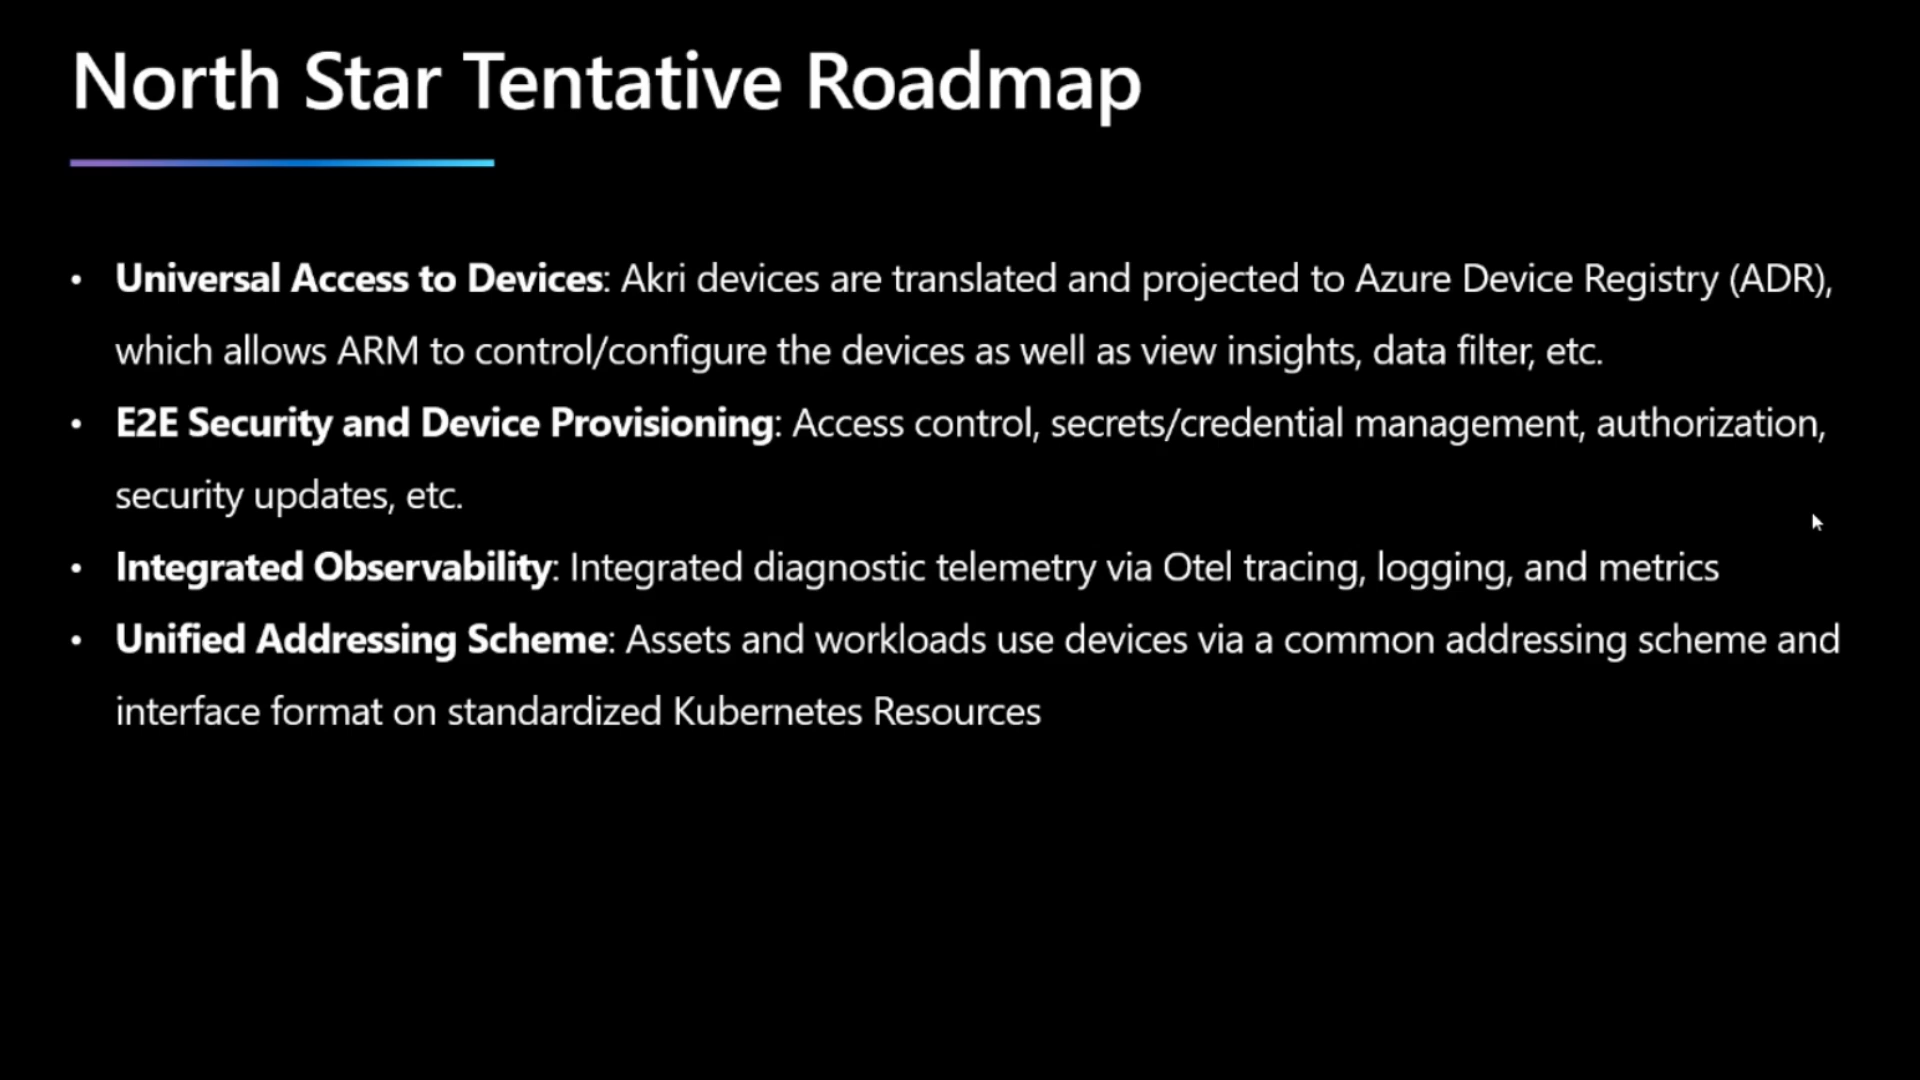 North Star Tentative Roadmap
• Universal Access to Devices: Akri devices are translated and projected to Azure Device Registry (ADR),
which allows ARM to control/configure the devices as well as view insights, data filter, etc.
• E2E Security and Device Provisioning: Access control, secrets/credential management, authorization,
security updates, etc.
• Integrated Observability: Integrated diagnostic telemetry via Otel tracing, logging, and metrics
• Unified Addressing Scheme: Assets and workloads use devices via a common addressing scheme and
interface format on standardized Kubernetes Resources